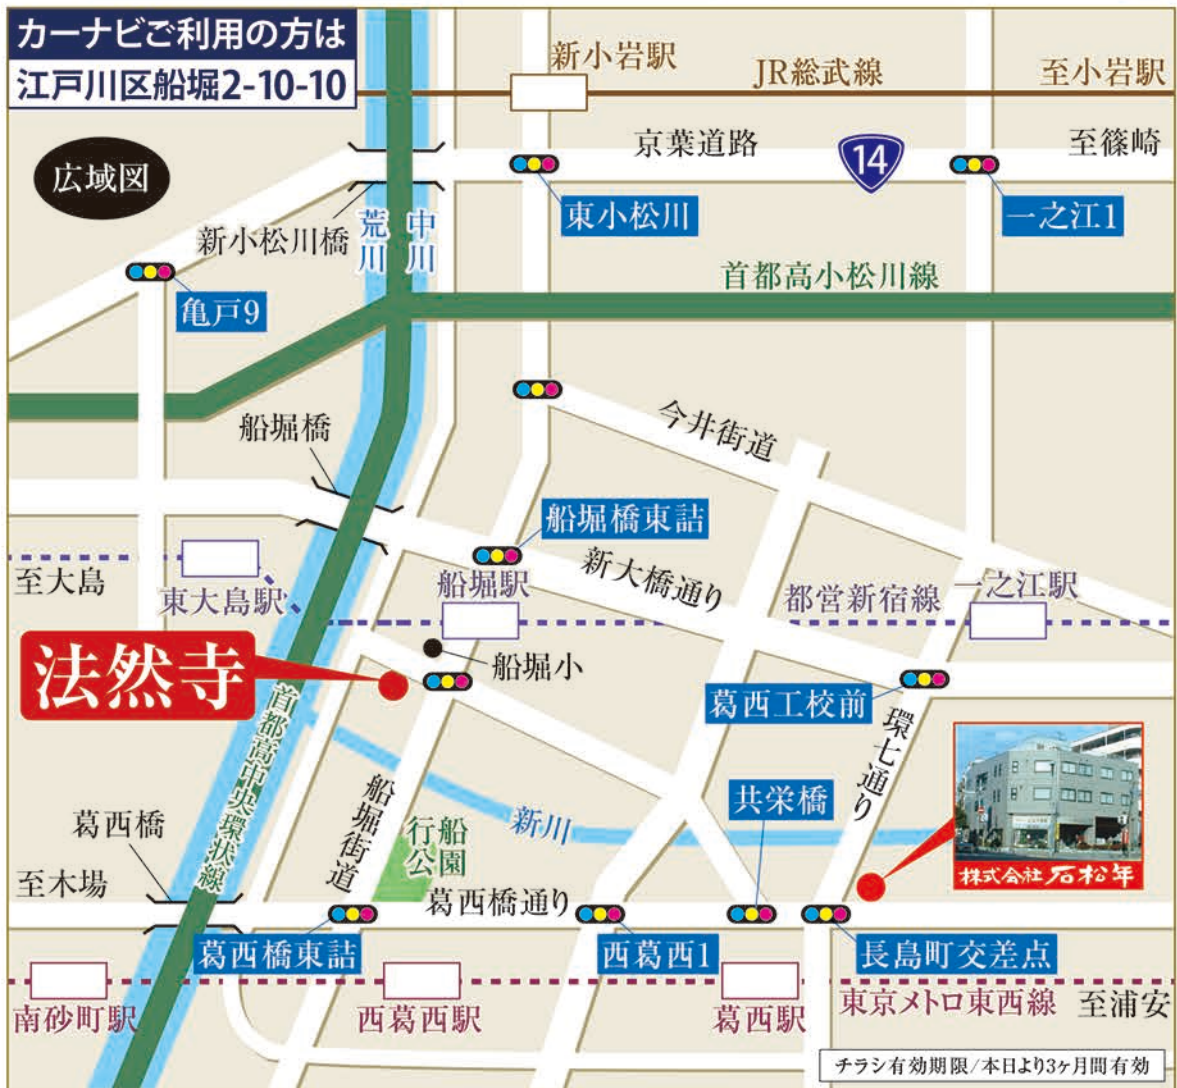 カーナビご利用の方は
江戸川区船堀2-10-10
広域図
新小岩駅
JR総武線
至小岩駅
京葉道路
14
至篠崎
東小松川
一之江1
新小松川橋
荒川
中川
首都高小松川線
亀戸9
今井街道
船堀橋
船堀橋東詰
新大橋通り
至大島
東大島駅
船堀駅
都営新宿線
一之江駅
法然寺
船堀小
葛西工校前
首都高中央環状線
環七通り
船堀街道
共栄橋
新川
行船公園
葛西橋
至木場
葛西橋通り
株式会社 石松年
葛西橋東詰
西葛西1
長島町交差点
南砂町駅
西葛西駅
葛西駅
東京メトロ東西線
至浦安
チラシ有効期限/本日より3ヶ月間有効